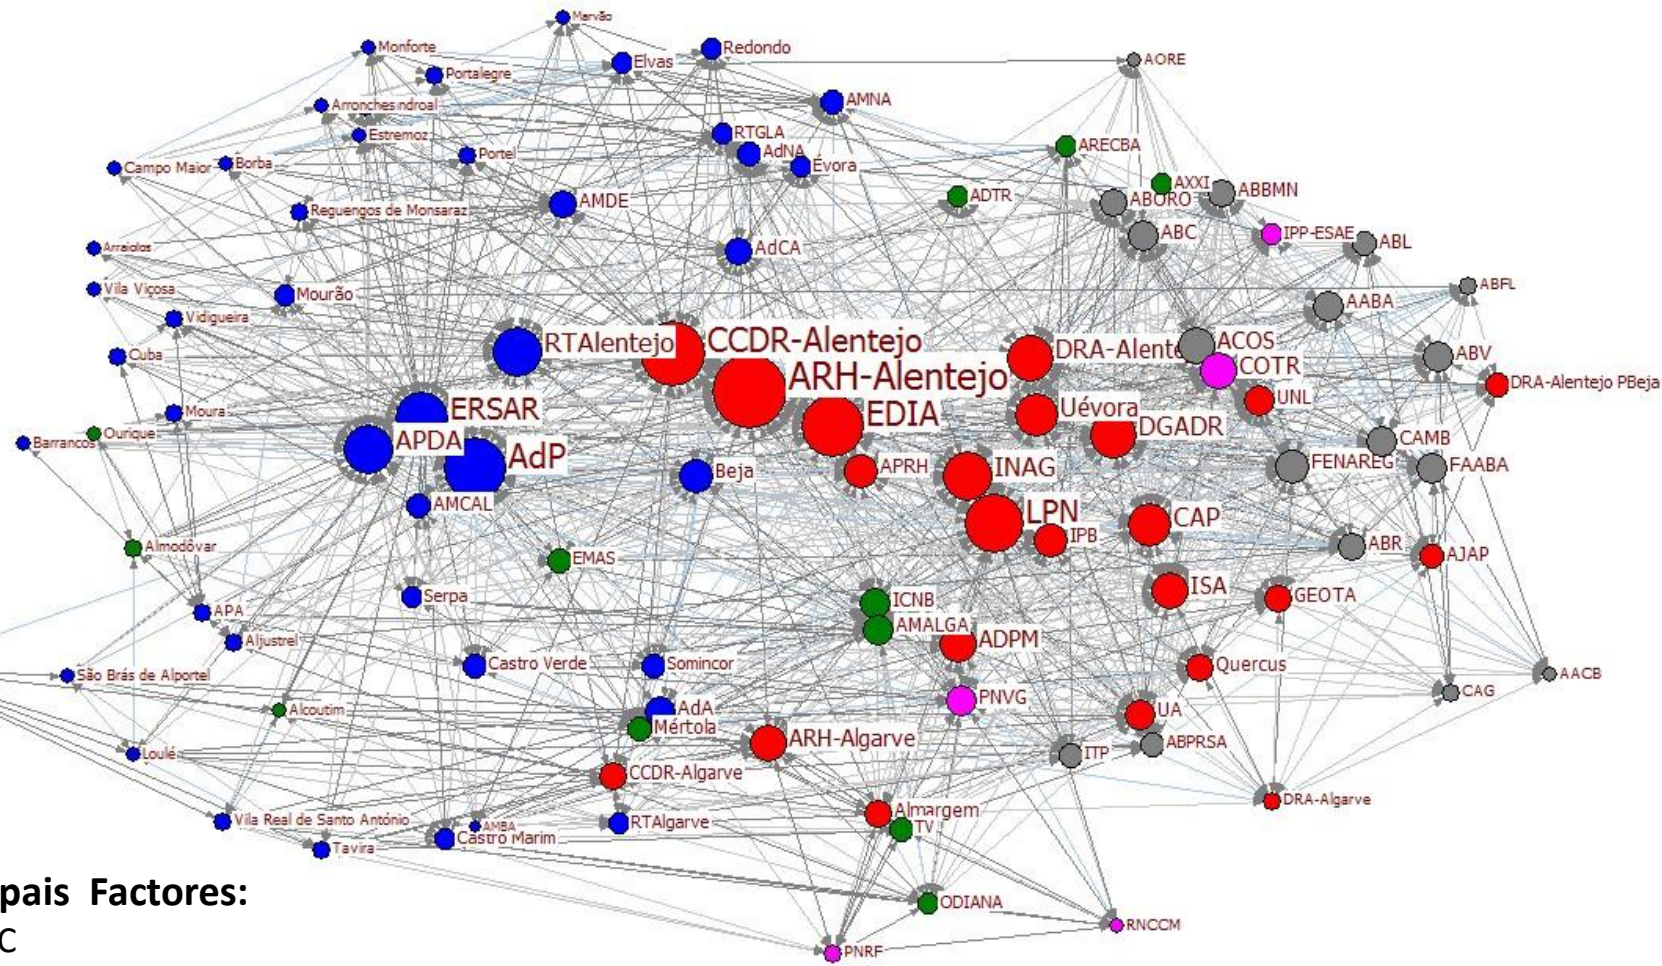 Marvão
Monforte
Redondo
Elvas
AORE
Portalegre
AMNA
Arronches
ndroal
Estremoz
RTGLA
ARECBA
AdNA
Portel
Évora
Campo Maior
Borba
AXXI
ABBMN
ADTR
ABORO
AMDE
Reguengos de Monsaraz
ABC
IPP-ESAE
ABL
Arraiolos
AdCA
Vila Viçosa
ABFL
Mourão
AABA
Vidigueira
RTAlentejo
CCDR-Alentejo
DRA-Alente
ACOS
Cuba
ABV
COTR
ARH-Alentejo
DRA-Alentejo PBeja
UNL
ERSAR
Moura
EDIA
Uévora
Ourique
DGADR
Barrancos
APDA
CAMB
AdP
FENAREG
FAABA
Beja
APRH
INAG
AMCAL
LPN
CAP
IPB
ABR
Almodôvar
AJAP
EMAS
ISA
Serpa
ICNB
GEOTA
APA
AMALGA
Aljustrel
ADPM
Castro Verde
Somincor
Quercus
São Brás de Alportel
AACB
CAG
PNVG
Alcoutim
AdA
UA
Mértola
ARH-Algarve
ABPRSA
Loulé
ITP
CCDR-Algarve
DRA-Algarve
Almargem
Vila Real de Santo António
AMBA
RTAlgarve
TV
Castro Marim
Tavira
pais Factores:
ODIANA
RNCCM
C
PNRF